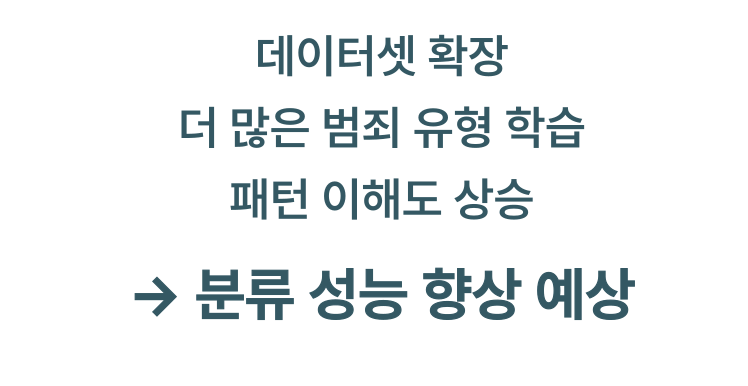 데이터셋 확장
더 많은 범죄 유형 학습
패턴 이해도 상승
→ 분류 성능 향상 예상